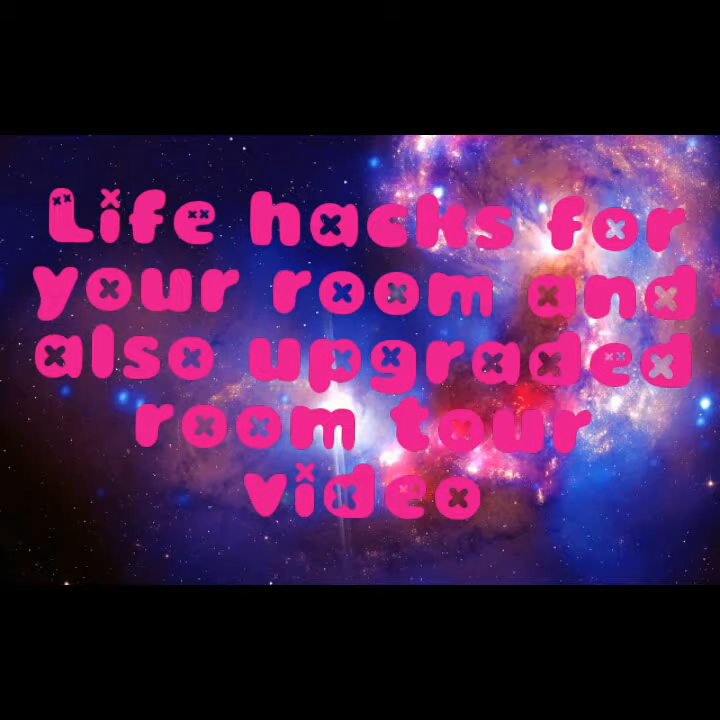 Life hacks for
your room and
also upgraded
room tour
video